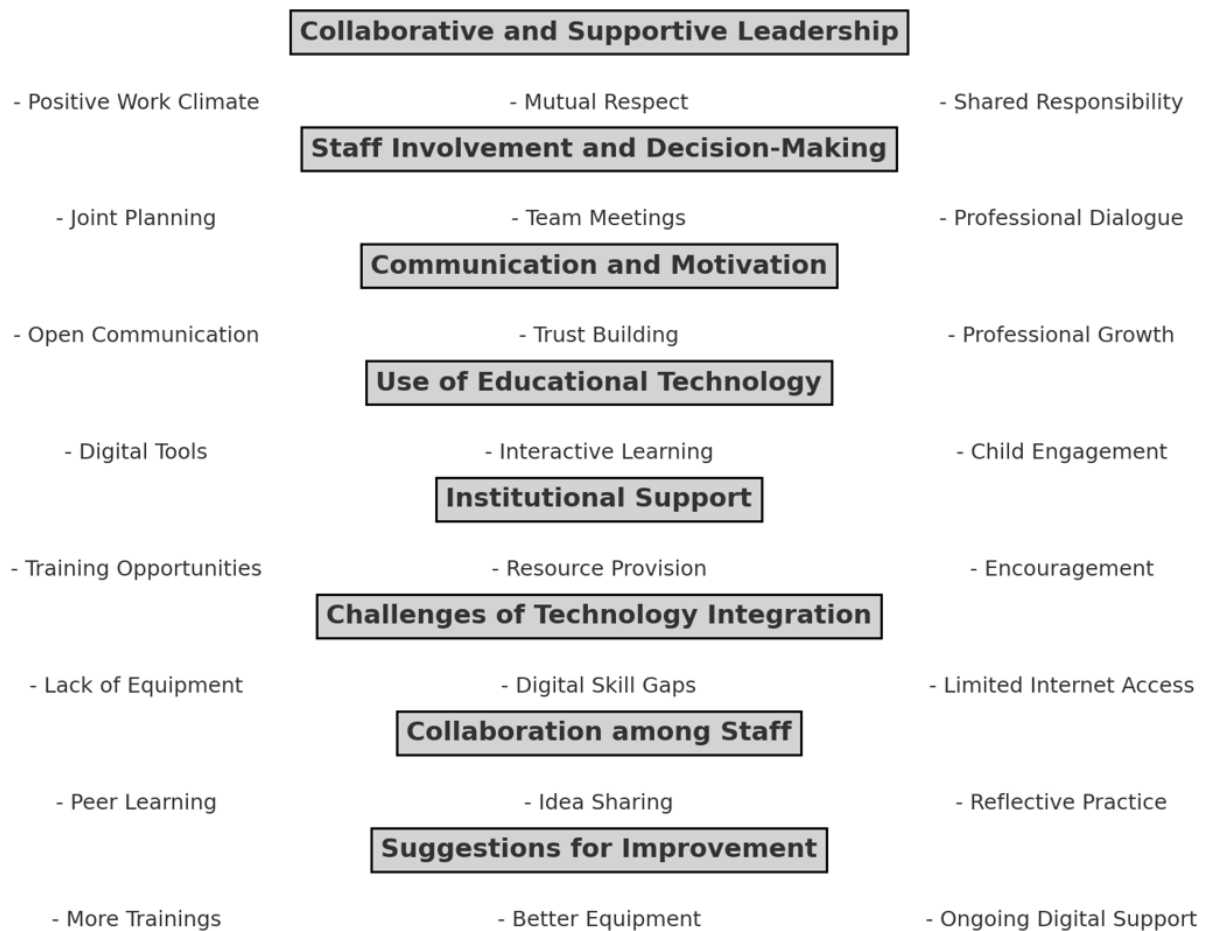 Collaborative and Supportive Leadership
- Positive Work Climate - Mutual Respect - Shared Responsibility
Staff Involvement and Decision-Making
- Joint Planning - Team Meetings - Professional Dialogue
Communication and Motivation
- Open Communication - Trust Building - Professional Growth
Use of Educational Technology
- Digital Tools - Interactive Learning - Child Engagement
Institutional Support
- Training Opportunities - Resource Provision - Encouragement
Challenges of Technology Integration
- Lack of Equipment - Digital Skill Gaps - Limited Internet Access
Collaboration among Staff
- Peer Learning - Idea Sharing - Reflective Practice
Suggestions for Improvement
- More Trainings - Better Equipment - Ongoing Digital Support